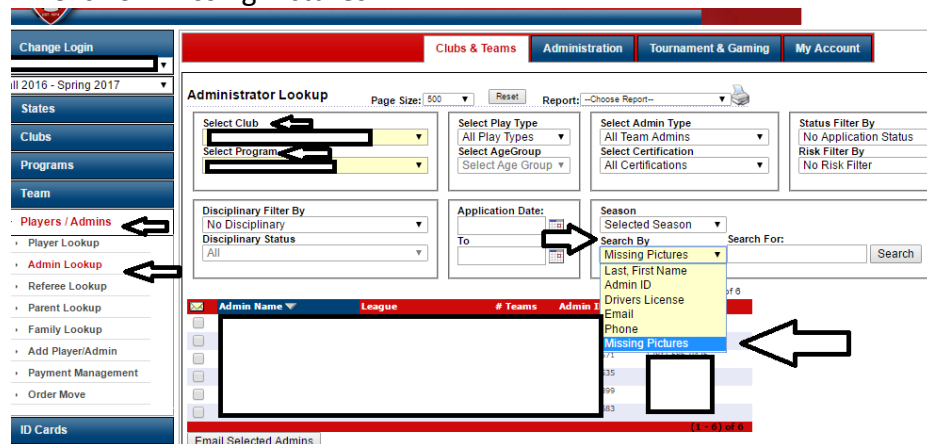 Change Login
Clubs & Teams
Administration
Tournament & Gaming
My Account
2016 - Spring 2017
States
Clubs
Programs
Team
Players / Admins
Player Lookup
Admin Lookup
Referee Lookup
Parent Lookup
Family Lookup
Add Player/Admin
Payment Management
Order Move
ID Cards
Administrator Lookup
Page Size: 500
Reset
Report: --Choose Report--
Select Club
Select Program
Select Play Type
All Play Types
Select AgeGroup
Select Age Group
Select Admin Type
All Team Admins
Select Certification
All Certifications
Status Filter By
No Application Status
Risk Filter By
No Risk Filter
Disciplinary Filter By
No Disciplinary
Disciplinary Status
All
Application Date:
To
Season
Selected Season
Search By
Missing Pictures
Search For:
Search
Last, First Name
Admin ID
Drivers License
Email
Phone
Missing Pictures
of 6
Admin Name
League
# Teams
Admin I
535
399
583
(1 - 6) of 6
Email Selected Admins